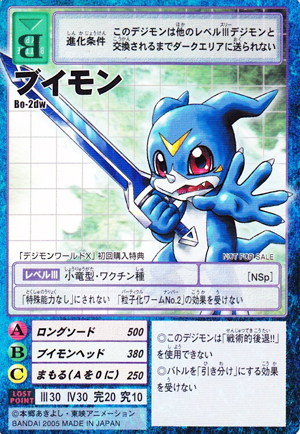 B
進化条件
このデジモンは他のレベルⅢデジモンと
交換されるまでダークエリアに送られない
ブイモン
Bo-2dw
「デジモンワールドX」初回購入特典
NOT FOR SALE
レベルⅢ 小竜型・ワクチン種 [NSp]
「特殊能力なし」にされない 「粒子化ワームNo.2」の効果を受けない
A ロングソード 500
B ブイモンヘッド 380
C まもる(Aを0に) 250
◎このデジモンは「戦術的後退!!」
を使用できない
◎バトルを「引き分け」にする効果
を受けない
LOST POINT Ⅲ30 Ⅳ30 完20 究10
©本郷あきよし・東映アニメーション
BANDAI 2005 MADE IN JAPAN